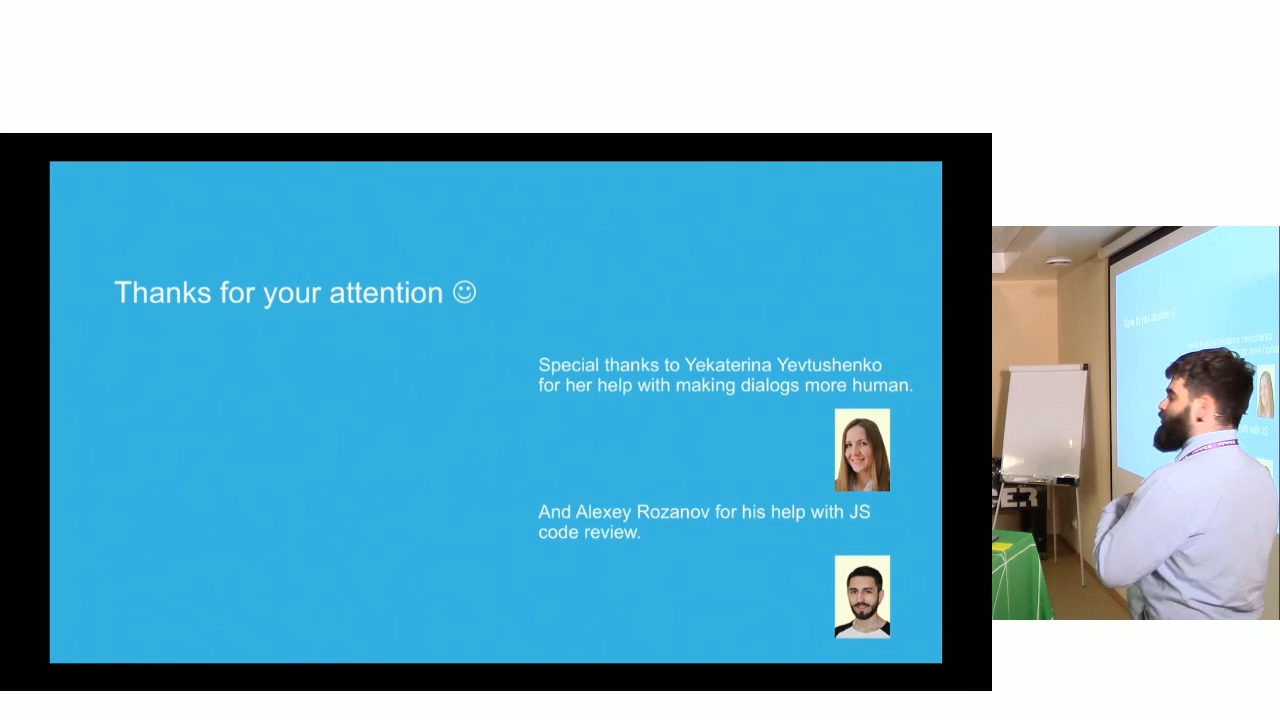 Thanks for your attention ☺
Special thanks to Yekaterina Yevtushenko
for her help with making dialogs more human.
And Alexey Rozanov for his help with JS
code review.